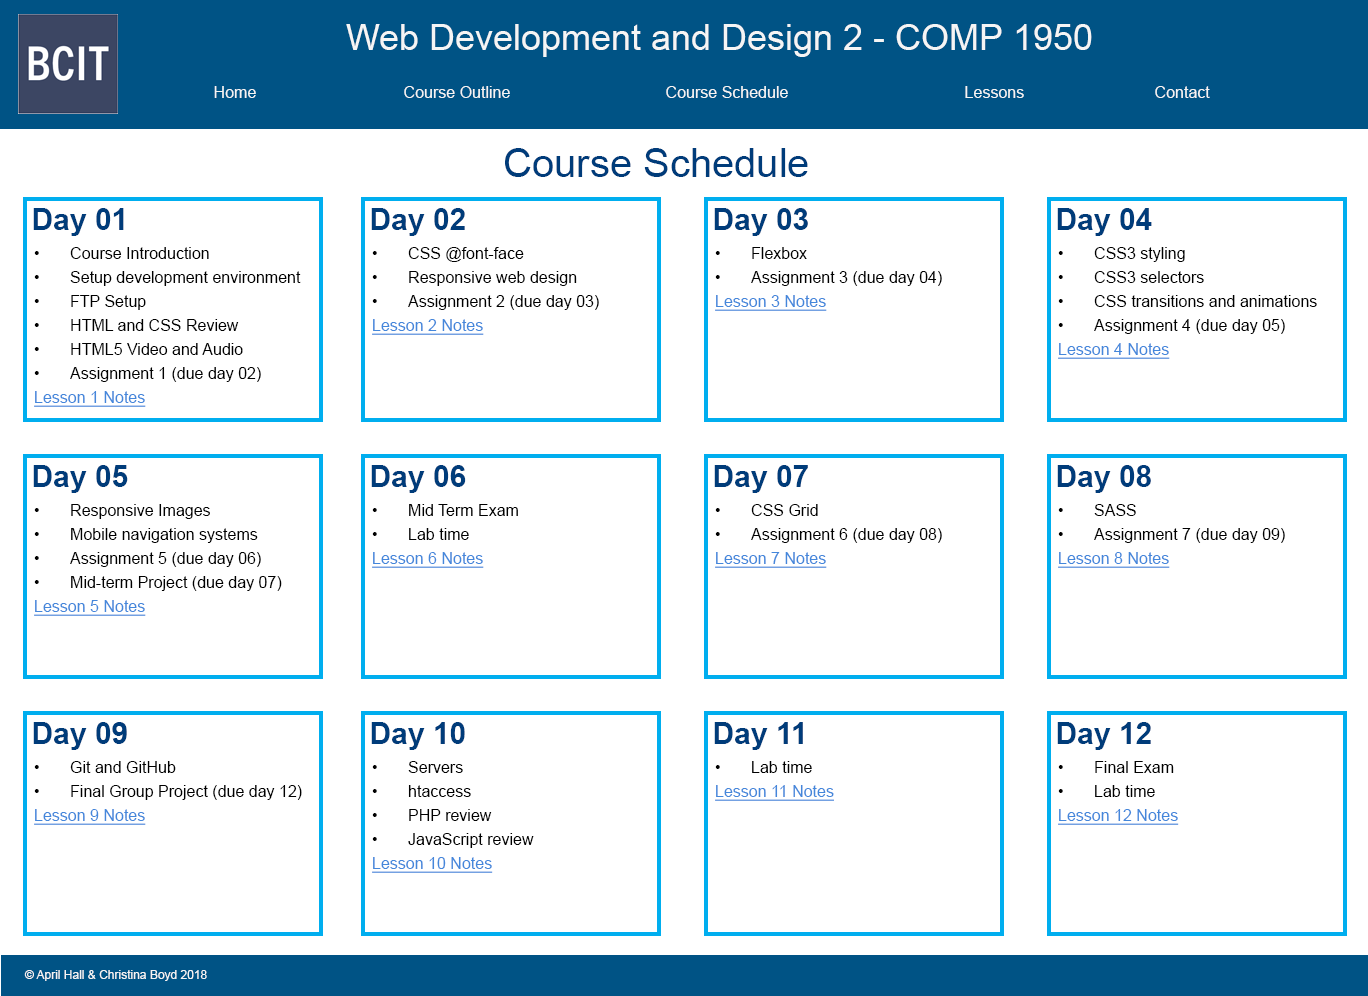 BCIT
Web Development and Design 2 - COMP 1950
Home
Course Outline
Course Schedule
Lessons
Contact
Course Schedule
Day 01
• Course Introduction
• Setup development environment
• FTP Setup
• HTML and CSS Review
• HTML5 Video and Audio
• Assignment 1 (due day 02)
Lesson 1 Notes
Day 02
• CSS @font-face
• Responsive web design
• Assignment 2 (due day 03)
Lesson 2 Notes
Day 03
• Flexbox
• Assignment 3 (due day 04)
Lesson 3 Notes
Day 04
• CSS3 styling
• CSS3 selectors
• CSS transitions and animations
• Assignment 4 (due day 05)
Lesson 4 Notes
Day 05
• Responsive Images
• Mobile navigation systems
• Assignment 5 (due day 06)
• Mid-term Project (due day 07)
Lesson 5 Notes
Day 06
• Mid Term Exam
• Lab time
Lesson 6 Notes
Day 07
• CSS Grid
• Assignment 6 (due day 08)
Lesson 7 Notes
Day 08
• SASS
• Assignment 7 (due day 09)
Lesson 8 Notes
Day 09
• Git and GitHub
• Final Group Project (due day 12)
Lesson 9 Notes
Day 10
• Servers
• htaccess
• PHP review
• JavaScript review
Lesson 10 Notes
Day 11
• Lab time
Lesson 11 Notes
Day 12
• Final Exam
• Lab time
Lesson 12 Notes
© April Hall & Christina Boyd 2018